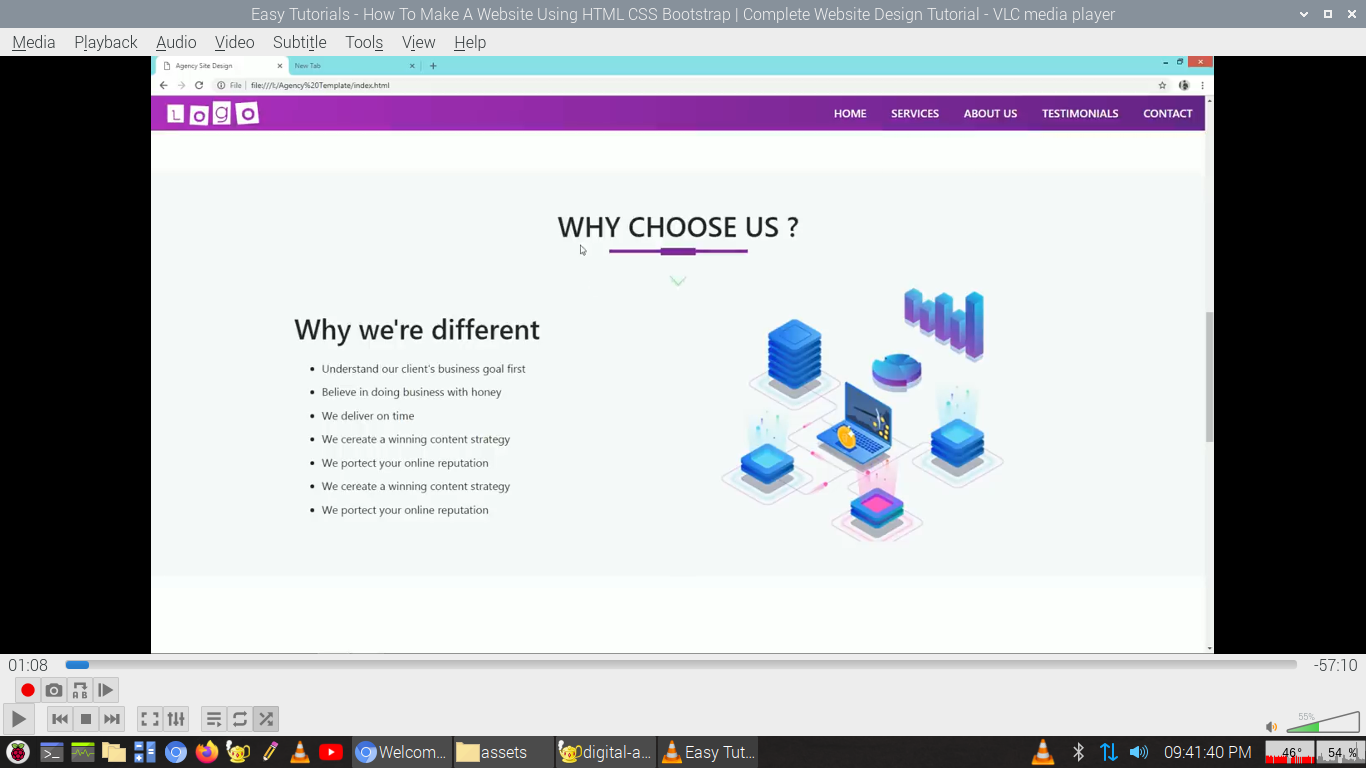 Easy Tutorials - How To Make A Website Using HTML CSS Bootstrap | Complete Website Design Tutorial - VLC media player
Media Playback Audio Video Subtitle Tools View Help
Agency Site Design New Tab
File file:///I:/Agency%20Template/index.html
Logo HOME SERVICES ABOUT US TESTIMONIALS CONTACT
WHY CHOOSE US ?
Why we're different
Understand our client's business goal first
Believe in doing business with honey
We deliver on time
We cereate a winning content strategy
We portect your online reputation
We cereate a winning content strategy
We portect your online reputation
01:08 -57:10
A B
55%
Welcom... assets digital-a... Easy Tut... 09:41:40 PM 46° 54 %